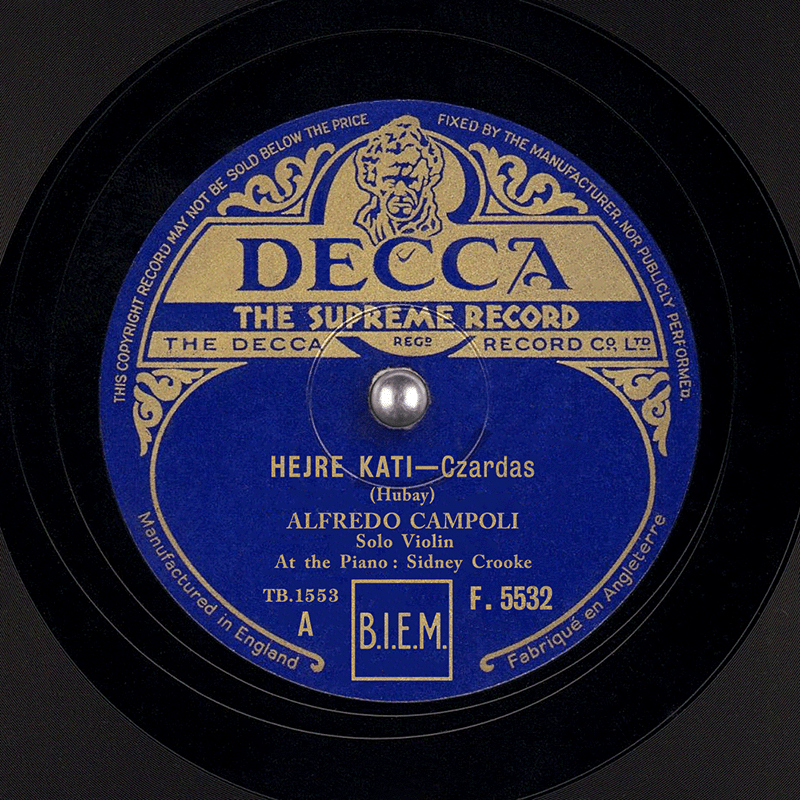 THIS COPYRIGHT RECORD MAY NOT BE SOLD BELOW THE PRICE FIXED BY THE MANUFACTURER, NOR PUBLICLY PERFORMED.
DECCA
THE SUPREME RECORD
THE DECCA REGD RECORD CO., LTD
HEJRE KATI—Czardas
(Hubay)
ALFREDO CAMPOLI
Solo Violin
At the Piano: Sidney Crooke
TB.1553
F. 5532
A
B.I.E.M.
Manufactured in England
Fabriqué en Angleterre